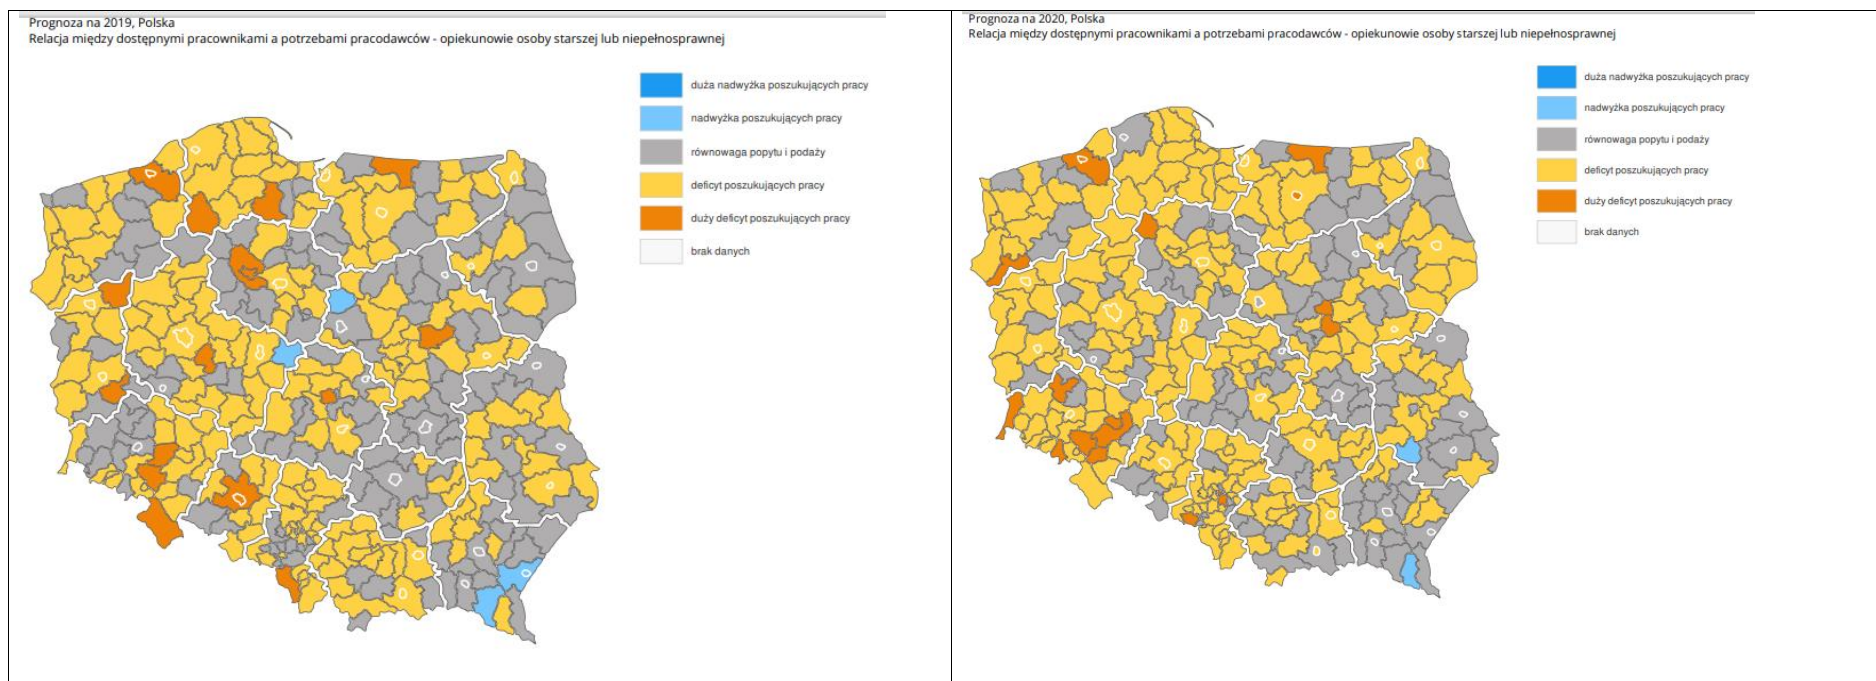 Prognoza na 2019, Polska
Relacja między dostępnymi pracownikami a potrzebami pracodawców - opiekunowie osoby starszej lub niepełnosprawnej
duża nadwyżka poszukujących pracy
nadwyżka poszukujących pracy
równowaga popytu i podaży
deficyt poszukujących pracy
duży deficyt poszukujących pracy
brak danych
Prognoza na 2020, Polska
Relacja między dostępnymi pracownikami a potrzebami pracodawców - opiekunowie osoby starszej lub niepełnosprawnej
duża nadwyżka poszukujących pracy
nadwyżka poszukujących pracy
równowaga popytu i podaży
deficyt poszukujących pracy
duży deficyt poszukujących pracy
brak danych